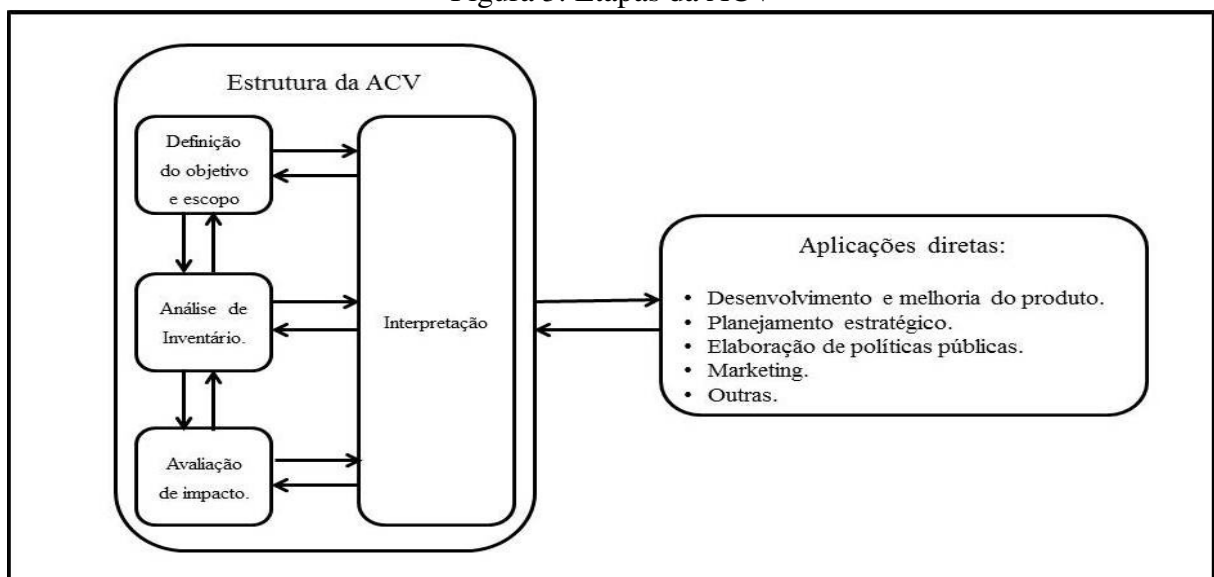 Estrutura da ACV
Definição
do objetivo
e escopo
Análise de
Inventário.
Avaliação
de impacto.
Interpretação
Aplicações diretas:
• Desenvolvimento e melhoria do produto.
• Planejamento estratégico.
• Elaboração de políticas públicas.
• Marketing.
• Outras.